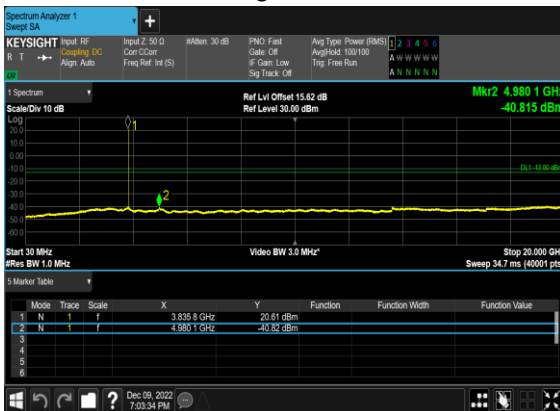 Spectrum Analyzer 1
Swept SA
KEYSIGHT Input: RF Input Z: 50 Ω #Atten: 30 dB PNO: Fast Avg Type: Power (RMS) 1 2 3 4 5 6
R T Coupling: DC Corr CCorr Gate: Off Avg|Hold: 100/100 A W W W W W
Align: Auto Freq Ref: Int (S) IF Gain: Low Trig: Free Run
Sig Track: Off A N N N N N
1 Spectrum Ref Lvl Offset 15.62 dB Mkr2 4.980 1 GHz
Scale/Div 10 dB Ref Level 30.00 dBm -40.815 dBm
Log
20.0
10.0
0.00
-10.0
DL1 -13.00 dBm
-20.0
-30.0
-40.0
-50.0
-60.0
1
2
Start 30 MHz Video BW 3.0 MHz* Stop 20.000 GH
#Res BW 1.0 MHz Sweep 34.7 ms (40001 pts
5 Marker Table
Mode Trace Scale X Y Function Function Width Function Value
1 N 1 f 3.835 8 GHz 20.61 dBm
2 N 1 f 4.980 1 GHz -40.82 dBm
3
4
5
6
? Dec 09, 2022
7:03:34 PM